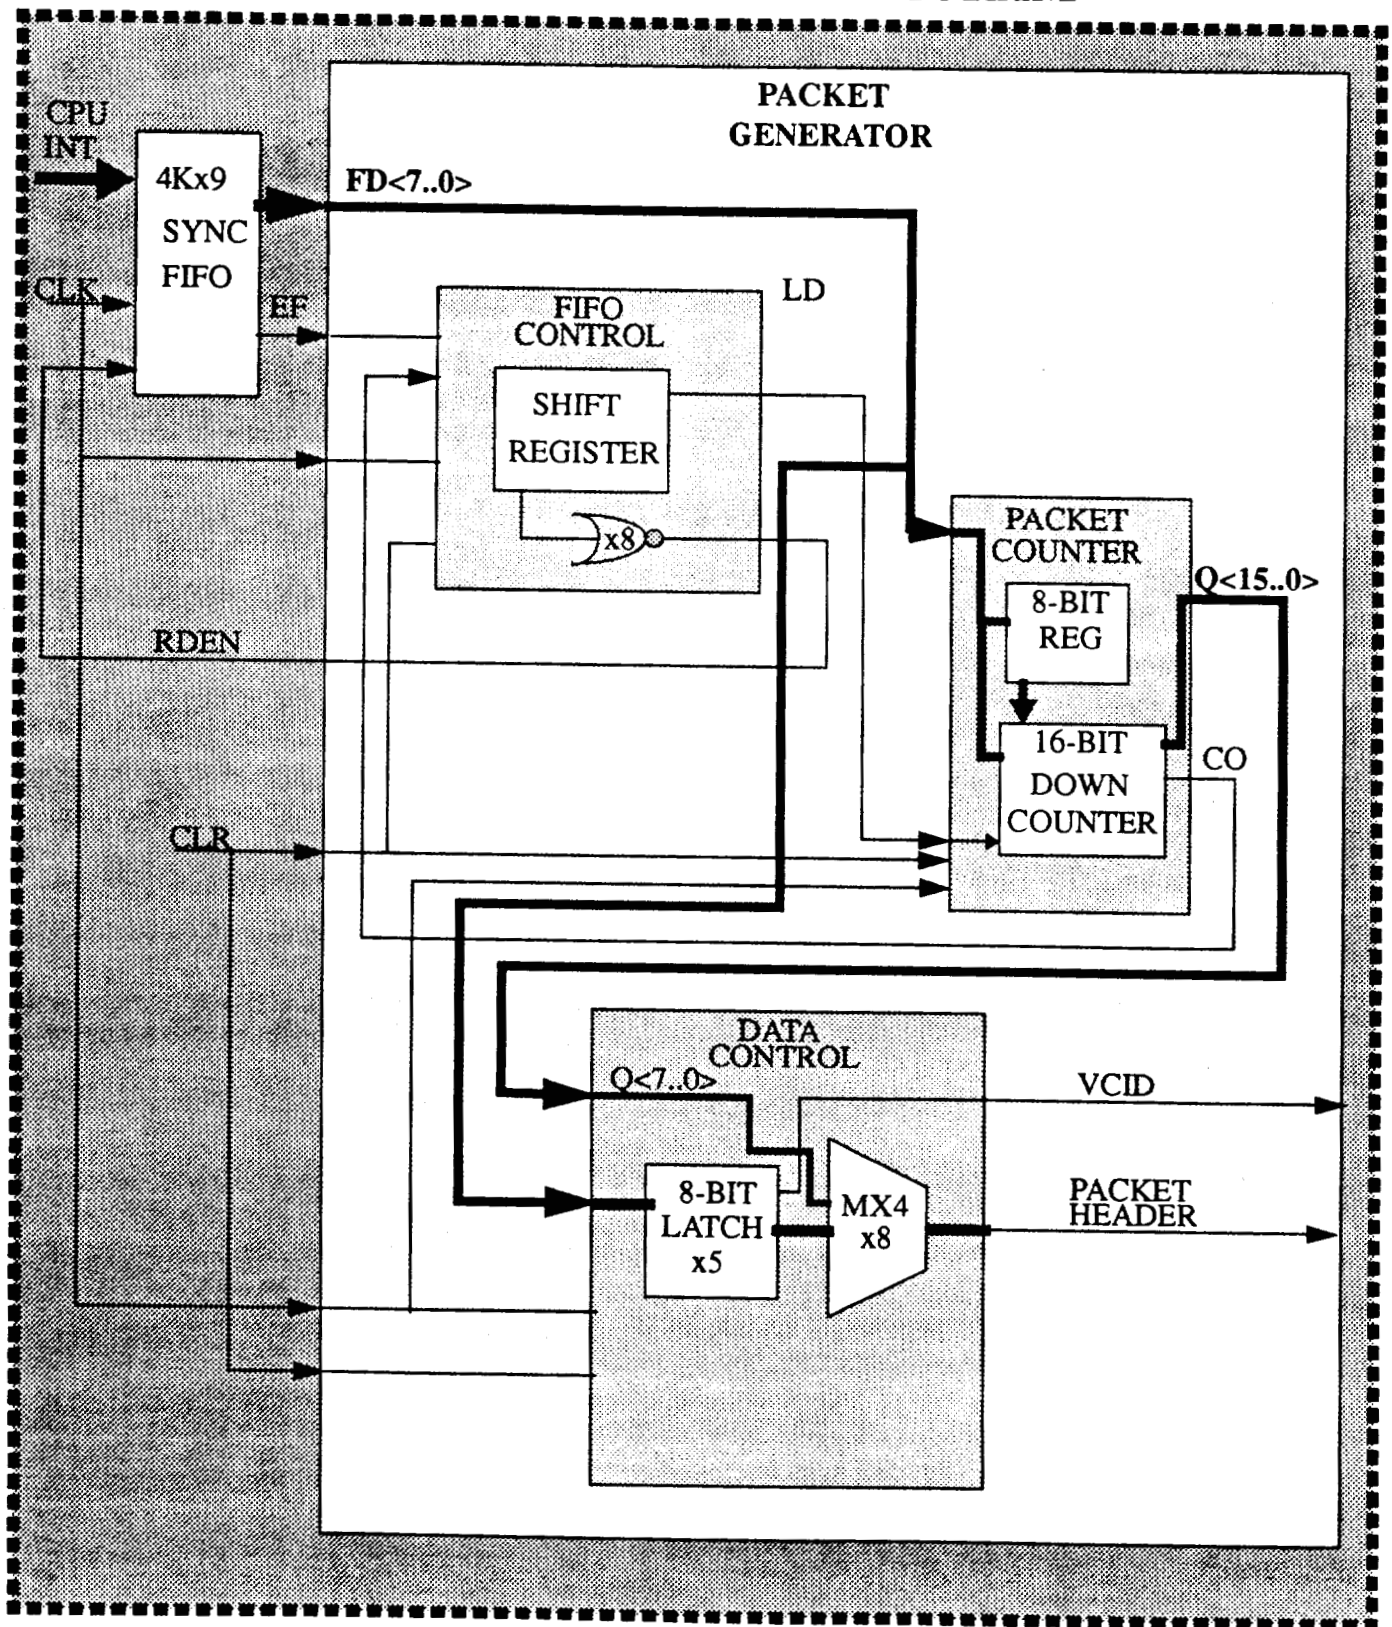 PACKET
GENERATOR
CPU
INT
4Kx9
SYNC
FIFO
FD<7..0>
CLK
EF
LD
FIFO
CONTROL
SHIFT
REGISTER
x8
PACKET
COUNTER
8-BIT
REG
Q<15..0>
RDEN
16-BIT
DOWN
COUNTER
CO
CLR
DATA
CONTROL
Q<7..0>
VCID
8-BIT
LATCH
x5
MX4
x8
PACKET
HEADER